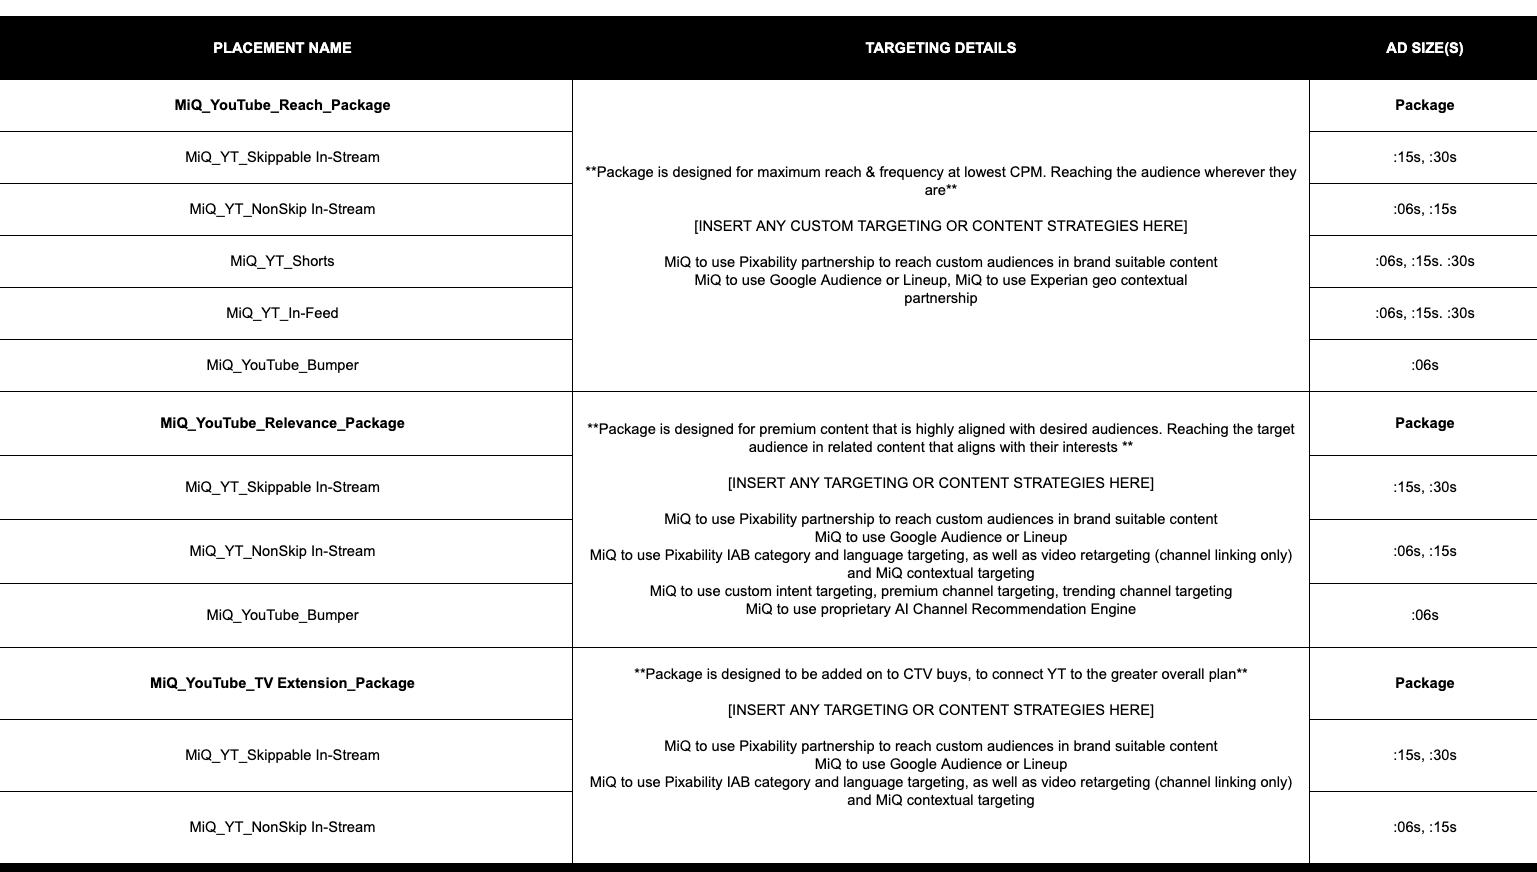 PLACEMENT NAME
TARGETING DETAILS
AD SIZE(S)
MiQ_YouTube_Reach_Package
Package
MiQ_YT_Skippable In-Stream
:15s, :30s
MiQ_YT_NonSkip In-Stream
:06s, :15s
MiQ_YT_Shorts
:06s, :15s. :30s
MiQ_YT_In-Feed
:06s, :15s. :30s
MiQ_YouTube_Bumper
:06s
**Package is designed for maximum reach & frequency at lowest CPM. Reaching the audience wherever they
are**
[INSERT ANY CUSTOM TARGETING OR CONTENT STRATEGIES HERE]
MiQ to use Pixability partnership to reach custom audiences in brand suitable content
MiQ to use Google Audience or Lineup, MiQ to use Experian geo contextual
partnership
MiQ_YouTube_Relevance_Package
Package
MiQ_YT_Skippable In-Stream
:15s, :30s
MiQ_YT_NonSkip In-Stream
:06s, :15s
MiQ_YouTube_Bumper
:06s
**Package is designed for premium content that is highly aligned with desired audiences. Reaching the target
audience in related content that aligns with their interests **
[INSERT ANY TARGETING OR CONTENT STRATEGIES HERE]
MiQ to use Pixability partnership to reach custom audiences in brand suitable content
MiQ to use Google Audience or Lineup
MiQ to use Pixability IAB category and language targeting, as well as video retargeting (channel linking only)
and MiQ contextual targeting
MiQ to use custom intent targeting, premium channel targeting, trending channel targeting
MiQ to use proprietary AI Channel Recommendation Engine
MiQ_YouTube_TV Extension_Package
Package
MiQ_YT_Skippable In-Stream
:15s, :30s
MiQ_YT_NonSkip In-Stream
:06s, :15s
**Package is designed to be added on to CTV buys, to connect YT to the greater overall plan**
[INSERT ANY TARGETING OR CONTENT STRATEGIES HERE]
MiQ to use Pixability partnership to reach custom audiences in brand suitable content
MiQ to use Google Audience or Lineup
MiQ to use Pixability IAB category and language targeting, as well as video retargeting (channel linking only)
and MiQ contextual targeting